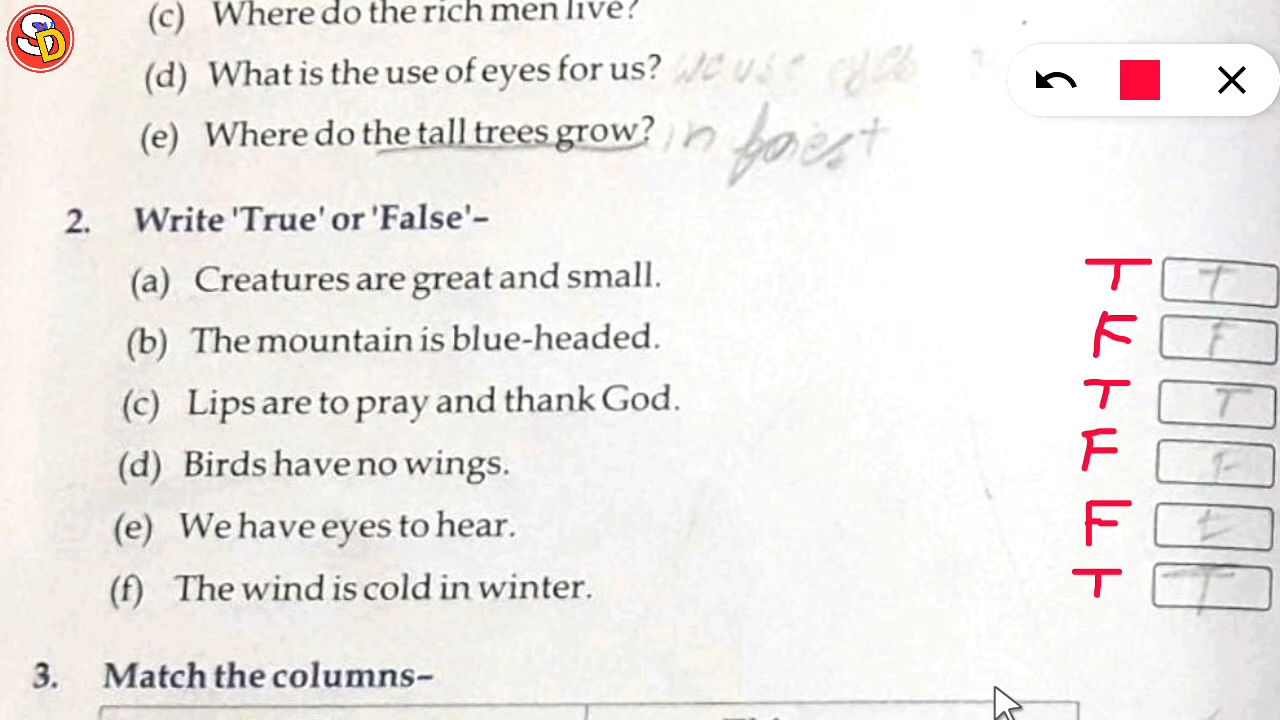 SD
(c) Where do the rich men live?
(d) What is the use of eyes for us? we use eyes
(e) Where do the tall trees grow? in forest
2. Write 'True' or 'False'-
(a) Creatures are great and small. T T
(b) The mountain is blue-headed. F F
(c) Lips are to pray and thank God. T T
(d) Birds have no wings. F F
(e) We have eyes to hear. F
(f) The wind is cold in winter. T T
3. Match the columns-